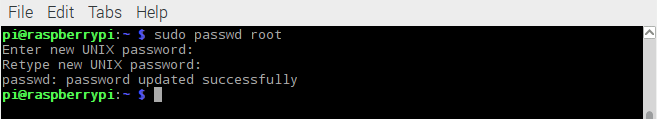 File Edit Tabs Help
pi@raspberrypi:~ $ sudo passwd root
Enter new UNIX password:
Retype new UNIX password:
passwd: password updated successfully
pi@raspberrypi:~ $